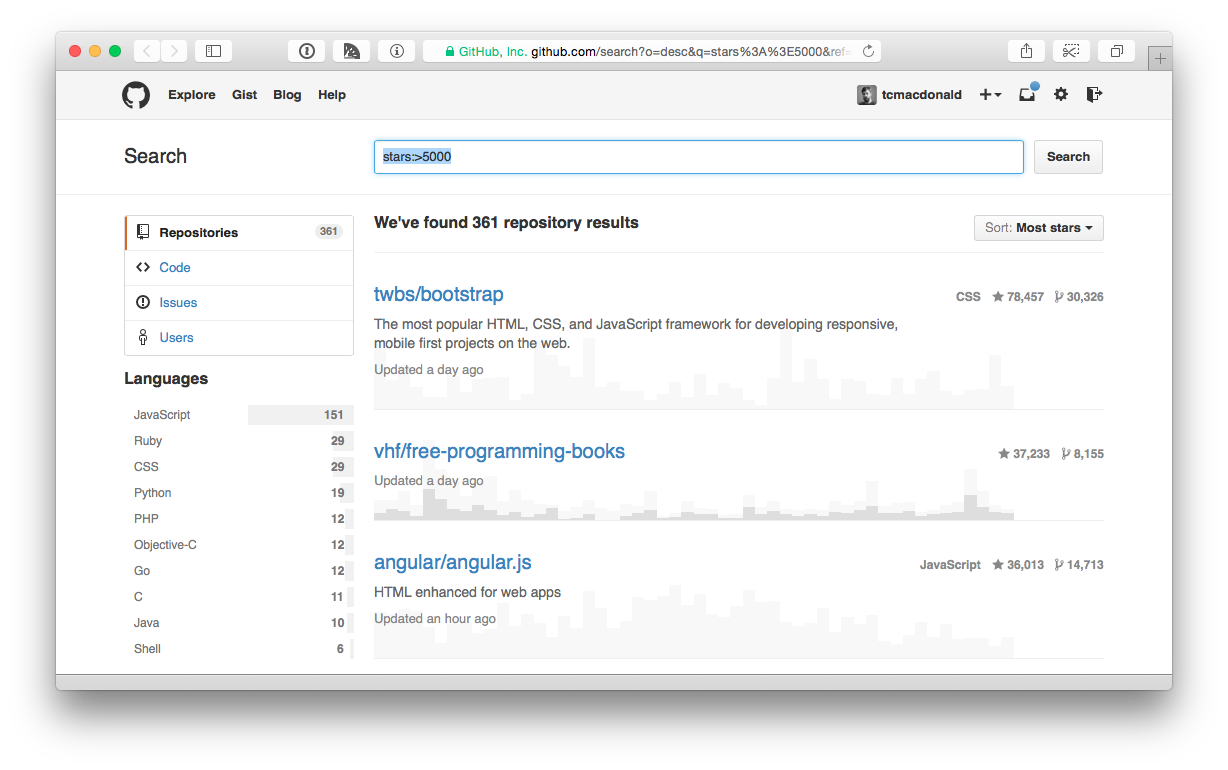 GitHub, Inc. github.com/search?o=desc&q=stars%3A%3E5000&ref=
Explore Gist Blog Help
tcmacdonald
Search
stars:>5000
Search
Repositories 361
Code
Issues
Users
Languages
JavaScript 151
Ruby 29
CSS 29
Python 19
PHP 12
Objective-C 12
Go 12
C 11
Java 10
Shell 6
We've found 361 repository results
Sort: Most stars
twbs/bootstrap
CSS 78,457 30,326
The most popular HTML, CSS, and JavaScript framework for developing responsive,
mobile first projects on the web.
Updated a day ago
vhf/free-programming-books
37,233 8,155
Updated a day ago
angular/angular.js
JavaScript 36,013 14,713
HTML enhanced for web apps
Updated an hour ago